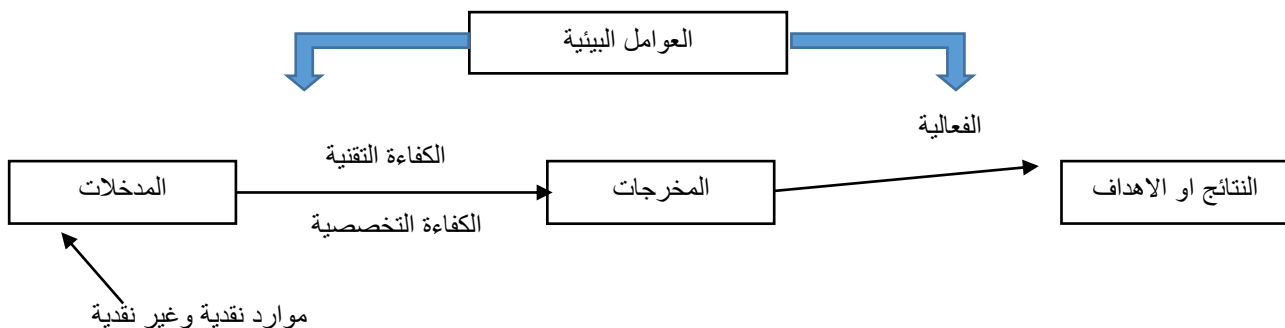 العوامل البيئية
الفعالية
الكفاءة التقنية
المدخلات
المخرجات
النتائج او الاهداف
الكفاءة التخصصية
موارد نقدية وغير نقدية